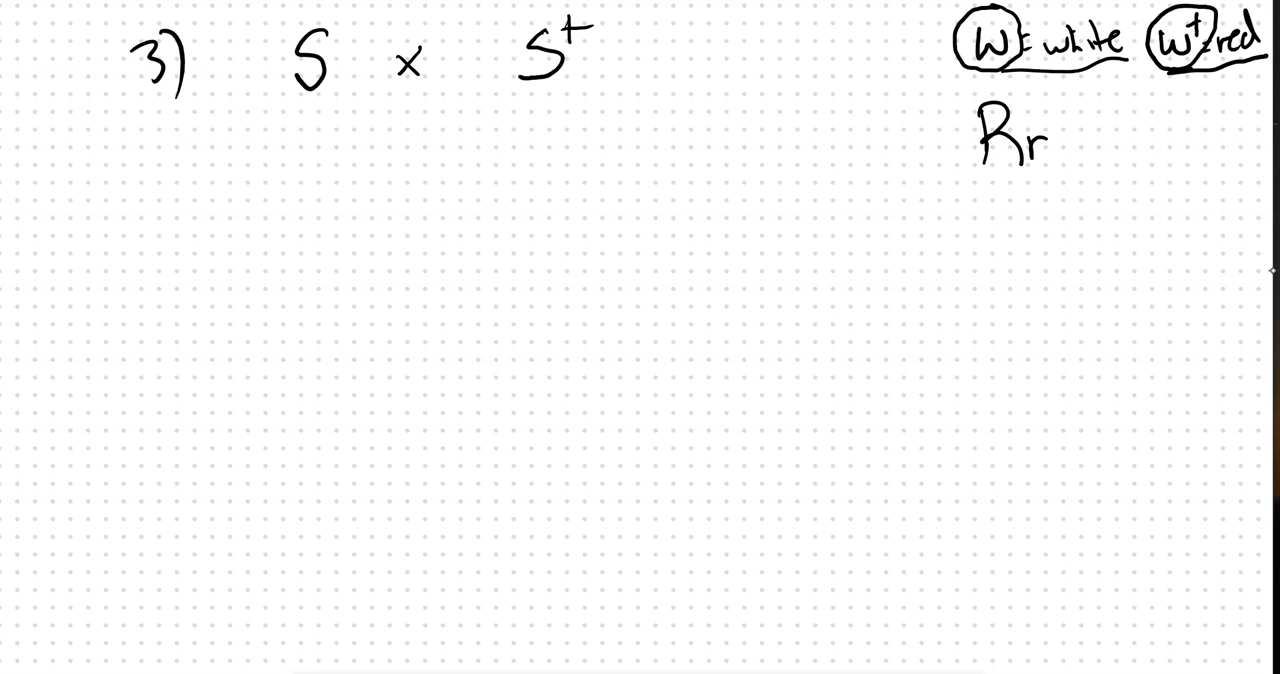 3) S x S+ w = white w+ = red
Rr